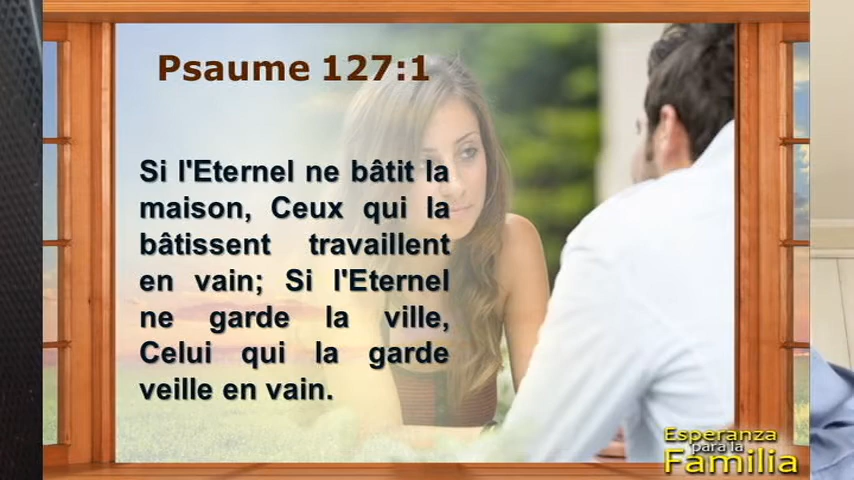 Psaume 127:1
Si l'Eternel ne bâtit la
maison, Ceux qui la
bâtissent travaillent
en vain; Si l'Eternel
ne garde la ville,
Celui qui la garde
veille en vain.
Esperanza
para la
Familia